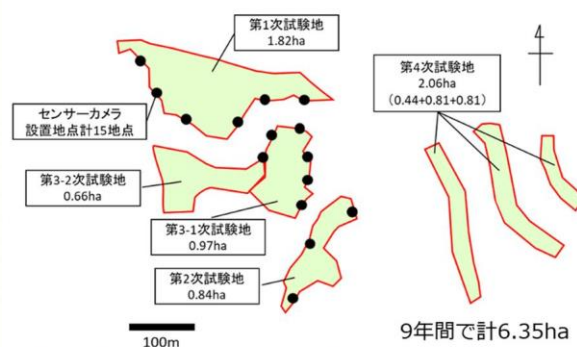 第1次試験地
1.82ha
センサーカメラ
設置地点計15地点
第3-2次試験地
0.66ha
第3-1次試験地
0.97ha
第2次試験地
0.84ha
第4次試験地
2.06ha
(0.44+0.81+0.81)
100m
9年間で計6.35ha